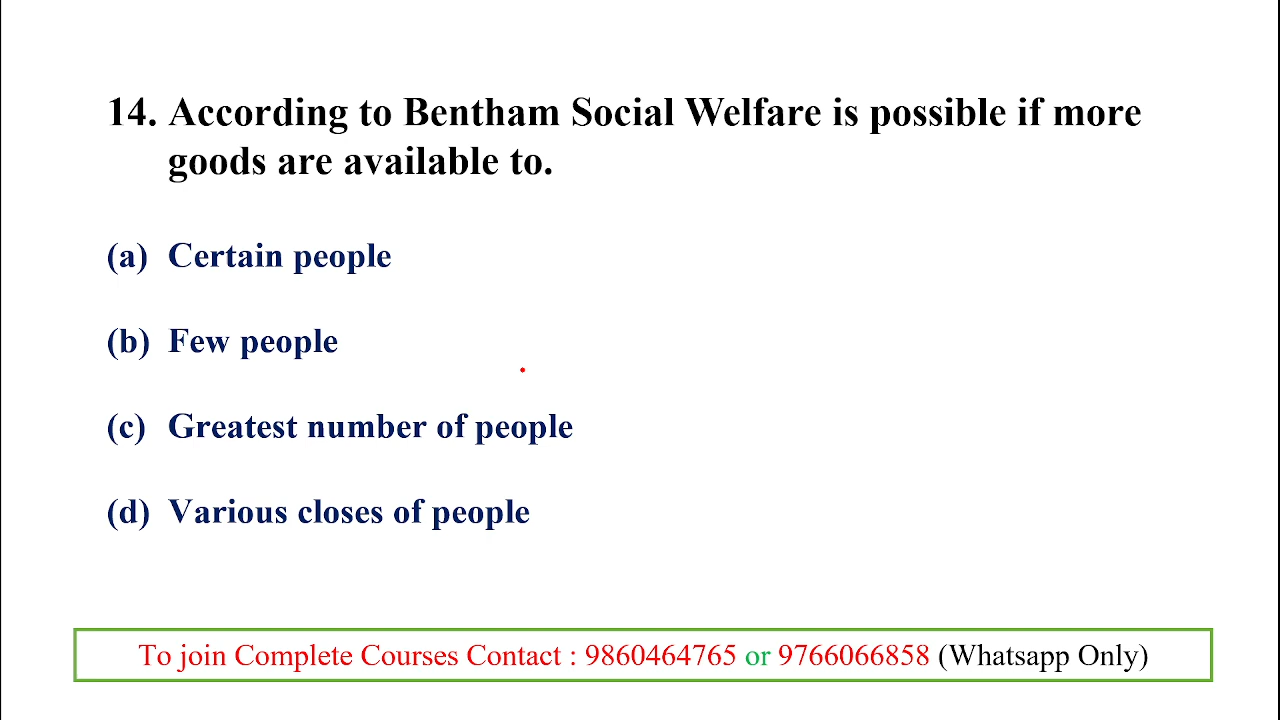 14. According to Bentham Social Welfare is possible if more
goods are available to.
(a) Certain people
(b) Few people
(c) Greatest number of people
(d) Various closes of people
To join Complete Courses Contact : 9860464765 or 9766066858 (Whatsapp Only)